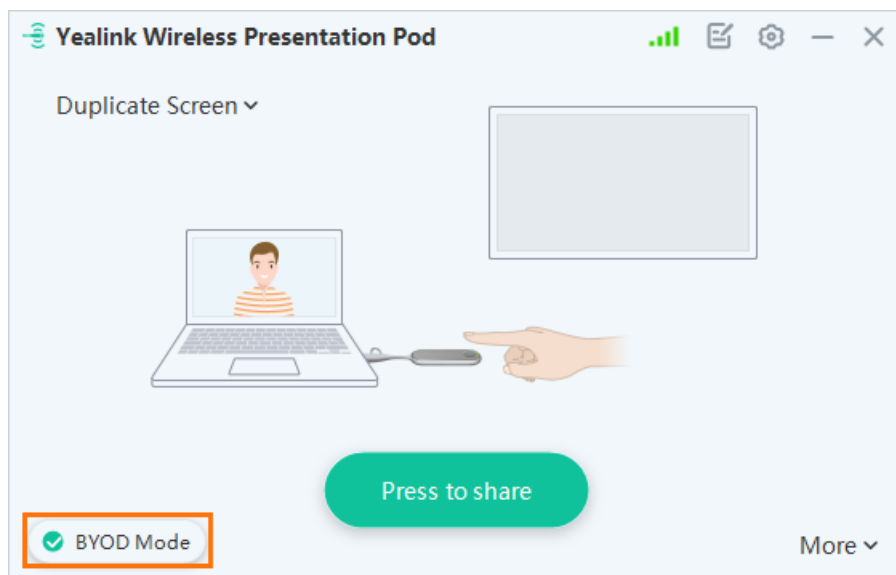 Yealink Wireless Presentation Pod
Duplicate Screen
Press to share
BYOD Mode
More